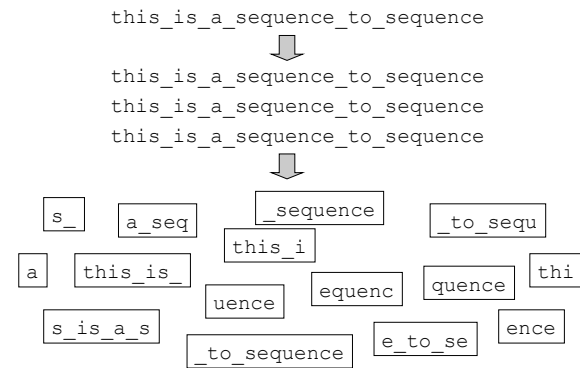 this_is_a_sequence_to_sequence
this_is_a_sequence_to_sequence
this_is_a_sequence_to_sequence
this_is_a_sequence_to_sequence
s_
a_seq
_sequence
_to_sequ
this_i
a
this_is_
uence
equenc
quence
thi
s_is_a_s
_to_sequence
e_to_se
ence